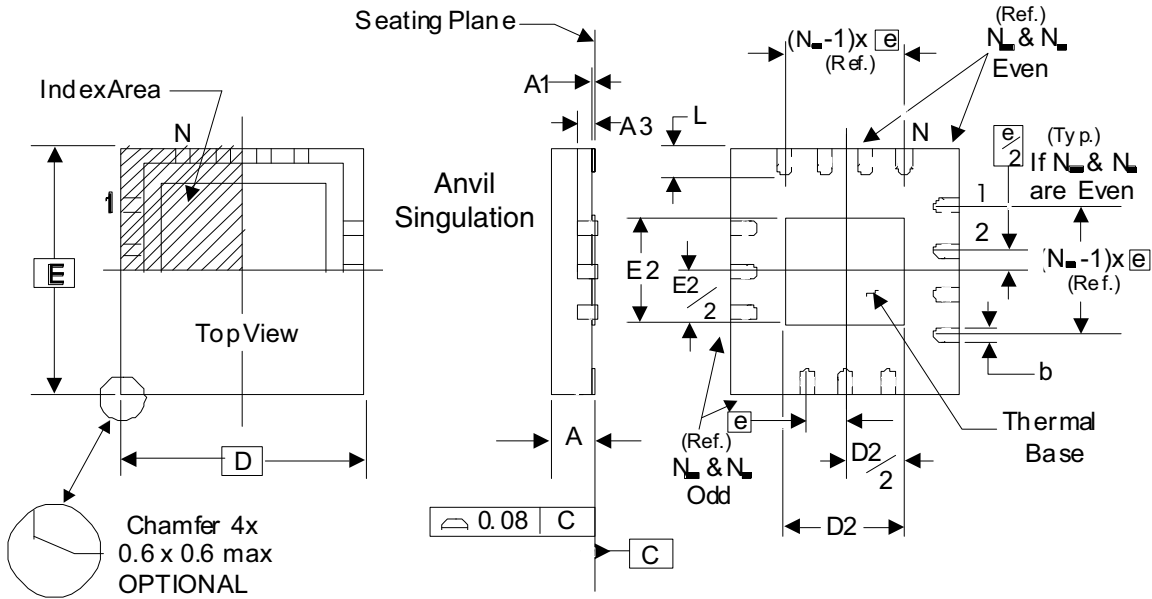 Seating Plane
IndexArea
N
1
E
TopView
D
Chamfer 4x
0.6 x 0.6 max
OPTIONAL
A1
A3
L
Anvil
Singulation
A
0.08 C
C
(N -1)x e
(Ref.)
(Ref.)
N & N
Even
N
e/2
(Typ.)
If N & N
are Even
1
2
(N -1)x e
(Ref.)
E2
E2/2
b
Thermal
Base
e
(Ref.)
N & N
Odd
D2/2
D2